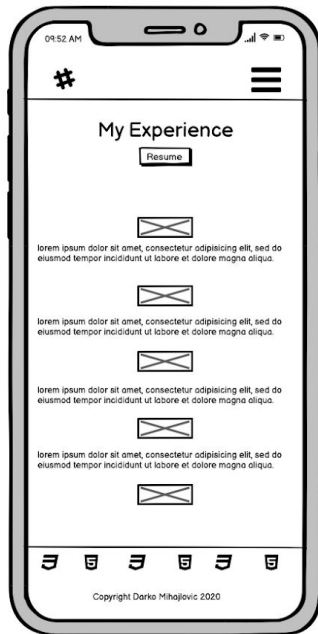 09:52 AM
#
My Experience
Resume
lorem ipsum dolor sit amet, consectetur adipisicing elit, sed do
eiusmod tempor incididunt ut labore et dolore magna aliqua.
lorem ipsum dolor sit amet, consectetur adipisicing elit, sed do
eiusmod tempor incididunt ut labore et dolore magna aliqua.
lorem ipsum dolor sit amet, consectetur adipisicing elit, sed do
eiusmod tempor incididunt ut labore et dolore magna aliqua.
lorem ipsum dolor sit amet, consectetur adipisicing elit, sed do
eiusmod tempor incididunt ut labore et dolore magna aliqua.
Copyright Darko Mihajlovic 2020